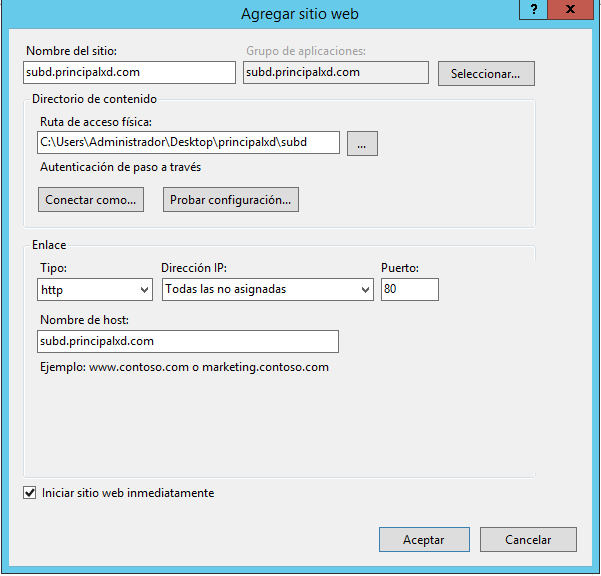 Agregar sitio web
?
x
Nombre del sitio:
Grupo de aplicaciones:
subd.principalxd.com
subd.principalxd.com
Seleccionar...
Directorio de contenido
Ruta de acceso física:
C:\Users\Administrador\Desktop\principalxd\subd
...
Autenticación de paso a través
Conectar como...
Probar configuración...
Enlace
Tipo:
Dirección IP:
Puerto:
http
Todas las no asignadas
80
Nombre de host:
subd.principalxd.com
Ejemplo: www.contoso.com o marketing.contoso.com
Iniciar sitio web inmediatamente
Aceptar
Cancelar